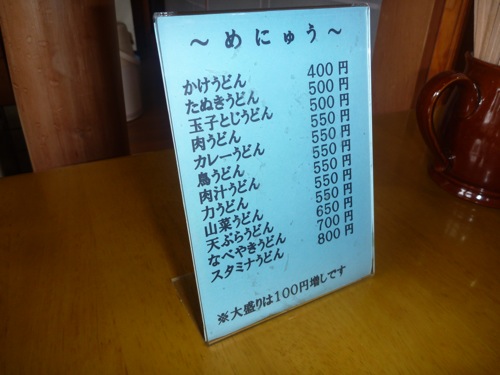 ～めにゅう～
かけうどん 400円
たぬきうどん 500円
玉子とじうどん 500円
肉うどん 550円
カレーうどん 550円
鳥うどん 550円
肉汁うどん 550円
力うどん 550円
山菜うどん 550円
天ぷらうどん 650円
なべやきうどん 700円
スタミナうどん 800円
※大盛りは100円増しです